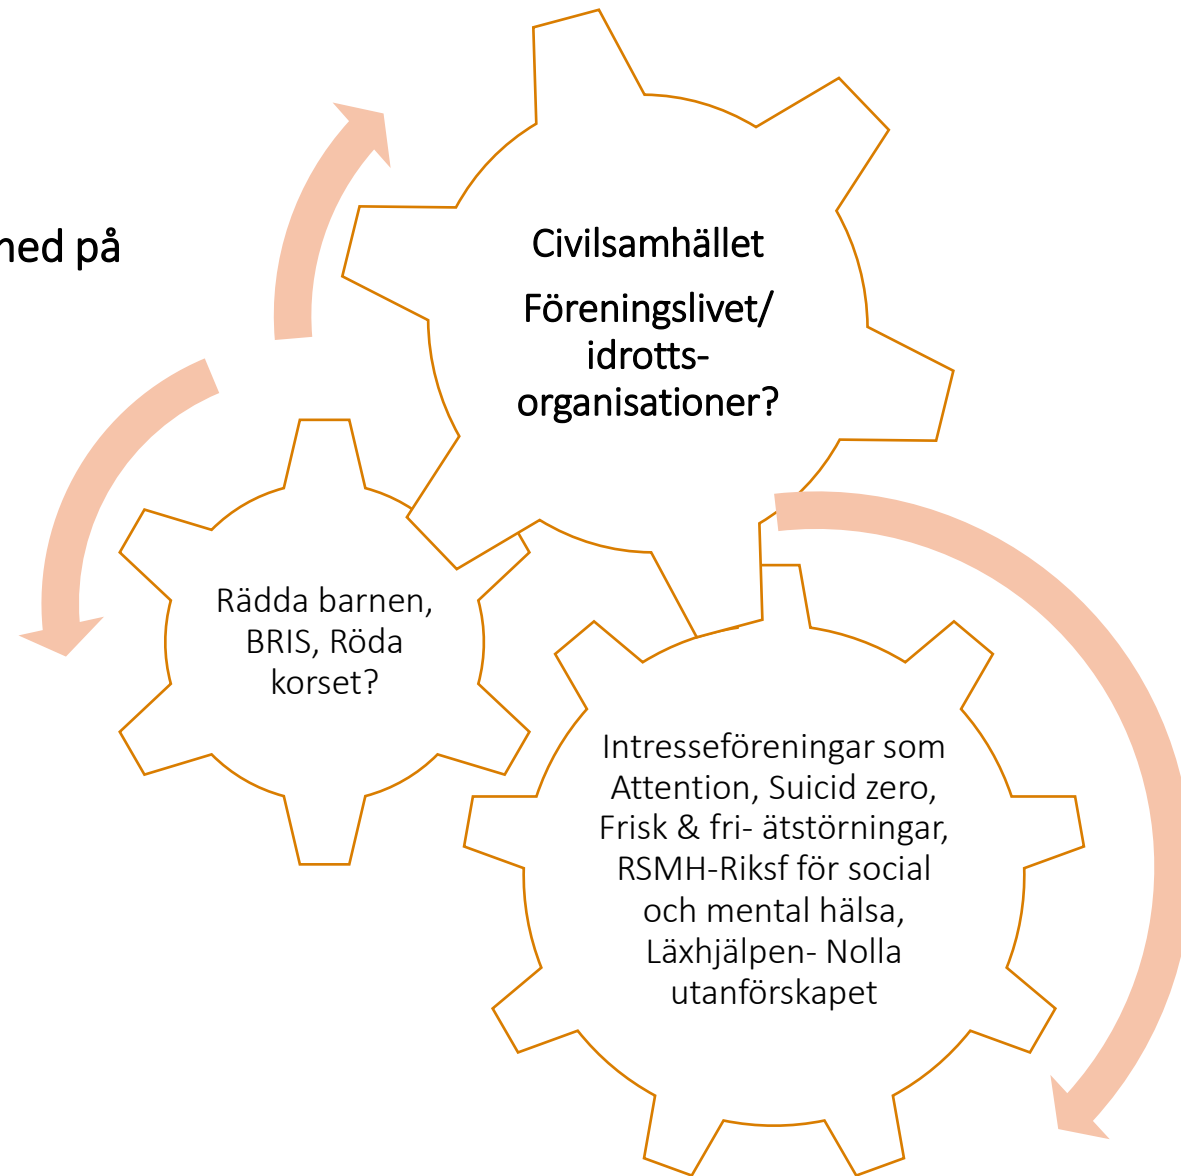 med på
Civilsamhället
Föreningslivet/
idrotts-
organisationer?
Rädda barnen,
BRIS, Röda
korset?
Intresseföreningar som
Attention, Suicid zero,
Frisk & fri- ätstörningar,
RSMH-Riksf för social
och mental hälsa,
Läxhjälpen- Nolla
utanförskapet